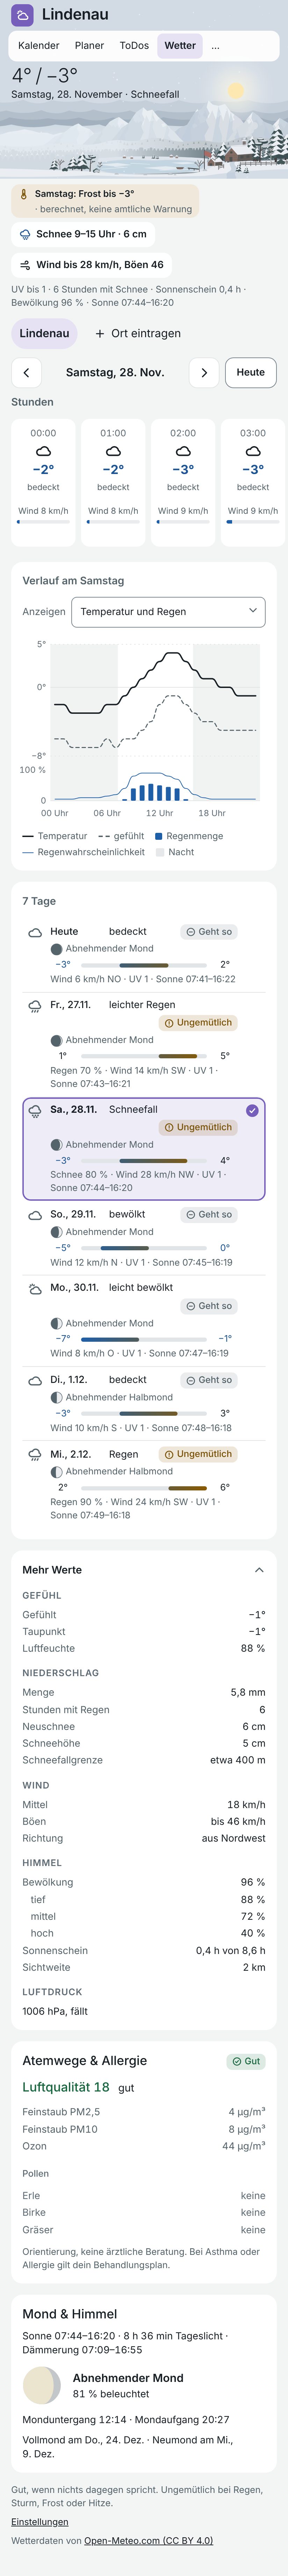 Lindenau
Kalender Planer ToDos Wetter ...
4° / −3°
Samstag, 28. November · Schneefall
Samstag: Frost bis −3°
· berechnet, keine amtliche Warnung
Schnee 9–15 Uhr · 6 cm
Wind bis 28 km/h, Böen 46
UV bis 1 · 6 Stunden mit Schnee · Sonnenschein 0,4 h ·
Bewölkung 96 % · Sonne 07:44–16:20
Lindenau + Ort eintragen
Samstag, 28. Nov. Heute
Stunden
00:00 01:00 02:00 03:00
−2° −2° −3° −3°
bedeckt bedeckt bedeckt bedeckt
Wind 8 km/h Wind 8 km/h Wind 9 km/h Wind 9 km/h
Verlauf am Samstag
Anzeigen Temperatur und Regen
5°
0°
−8°
100 %
0
00 Uhr 06 Uhr 12 Uhr 18 Uhr
Temperatur gefühlt Regenmenge
Regenwahrscheinlichkeit Nacht
7 Tage
Heute bedeckt Geht so
Abnehmender Mond
−3° 2°
Wind 6 km/h NO · UV 1 · Sonne 07:41–16:22
Fr., 27.11. leichter Regen
Ungemütlich
Abnehmender Mond
1° 5°
Regen 70 % · Wind 14 km/h SW · UV 1 ·
Sonne 07:43–16:21
Sa., 28.11. Schneefall
Ungemütlich
Abnehmender Mond
−3° 4°
Schnee 80 % · Wind 28 km/h NW · UV 1 ·
Sonne 07:44–16:20
So., 29.11. bewölkt Geht so
Abnehmender Mond
−5° 0°
Wind 12 km/h N · UV 1 · Sonne 07:45–16:19
Mo., 30.11. leicht bewölkt
Geht so
Abnehmender Mond
−7° −1°
Wind 8 km/h O · UV 1 · Sonne 07:47–16:19
Di., 1.12. bedeckt Geht so
Abnehmender Halbmond
−3° 3°
Wind 10 km/h S · UV 1 · Sonne 07:48–16:18
Mi., 2.12. Regen Ungemütlich
Abnehmender Halbmond
2° 6°
Regen 90 % · Wind 24 km/h SW · UV 1 ·
Sonne 07:49–16:18
Mehr Werte
GEFÜHL
Gefühlt −1°
Taupunkt −1°
Luftfeuchte 88 %
NIEDERSCHLAG
Menge 5,8 mm
Stunden mit Regen 6
Neuschnee 6 cm
Schneehöhe 5 cm
Schneefallgrenze etwa 400 m
WIND
Mittel 18 km/h
Böen bis 46 km/h
Richtung aus Nordwest
HIMMEL
Bewölkung 96 %
tief 88 %
mittel 72 %
hoch 40 %
Sonnenschein 0,4 h von 8,6 h
Sichtweite 2 km
LUFTDRUCK
1006 hPa, fällt
Atemwege & Allergie Gut
Luftqualität 18 gut
Feinstaub PM2,5 4 µg/m³
Feinstaub PM10 8 µg/m³
Ozon 44 µg/m³
Pollen
Erle keine
Birke keine
Gräser keine
Orientierung, keine ärztliche Beratung. Bei Asthma oder
Allergie gilt dein Behandlungsplan.
Mond & Himmel
Sonne 07:44–16:20 · 8 h 36 min Tageslicht ·
Dämmerung 07:09–16:55
Abnehmender Mond
81 % beleuchtet
Monduntergang 12:14 · Mondaufgang 20:27
Vollmond am Do., 24. Dez. · Neumond am Mi.,
9. Dez.
Gut, wenn nichts dagegen spricht. Ungemütlich bei Regen,
Sturm, Frost oder Hitze.
Einstellungen
Wetterdaten von Open-Meteo.com (CC BY 4.0)